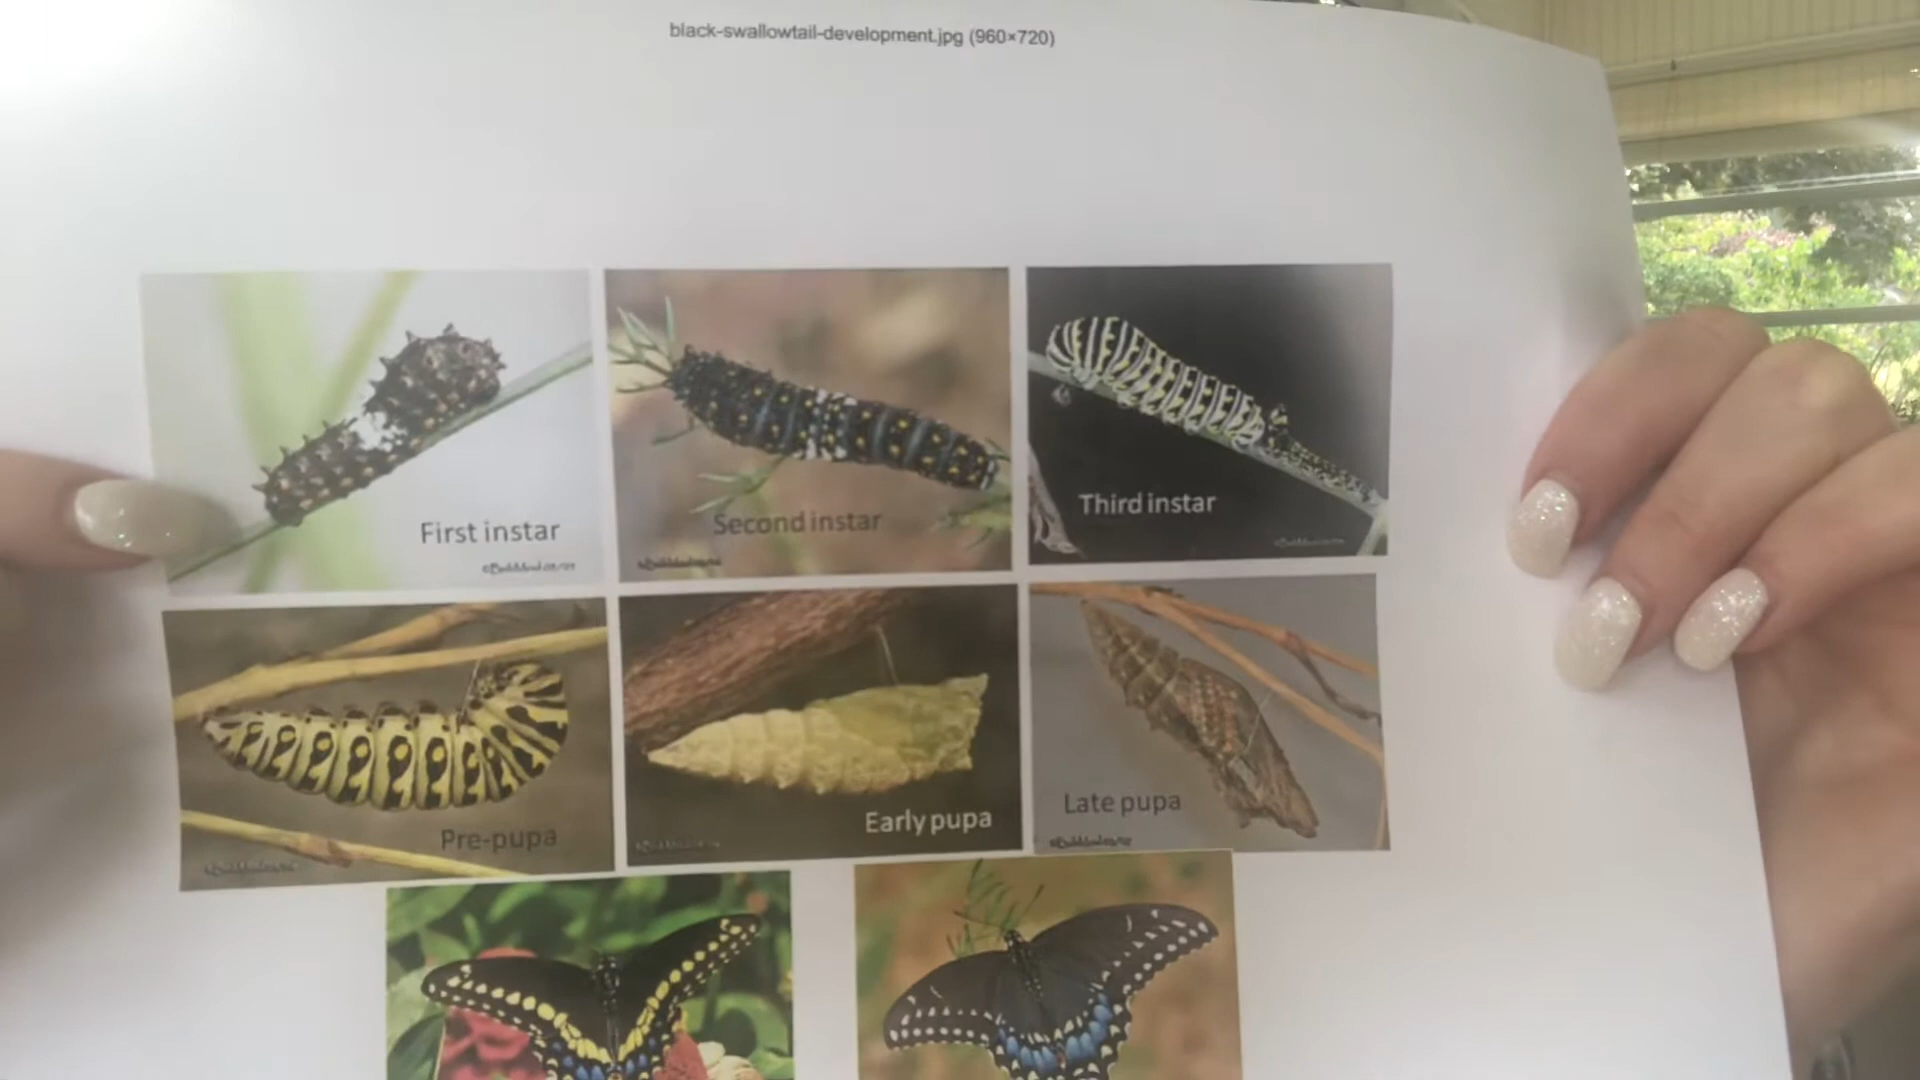 black-swallowtail-development.jpg (960×720)
First instar
Second instar
Third instar
Pre-pupa
Early pupa
Late pupa